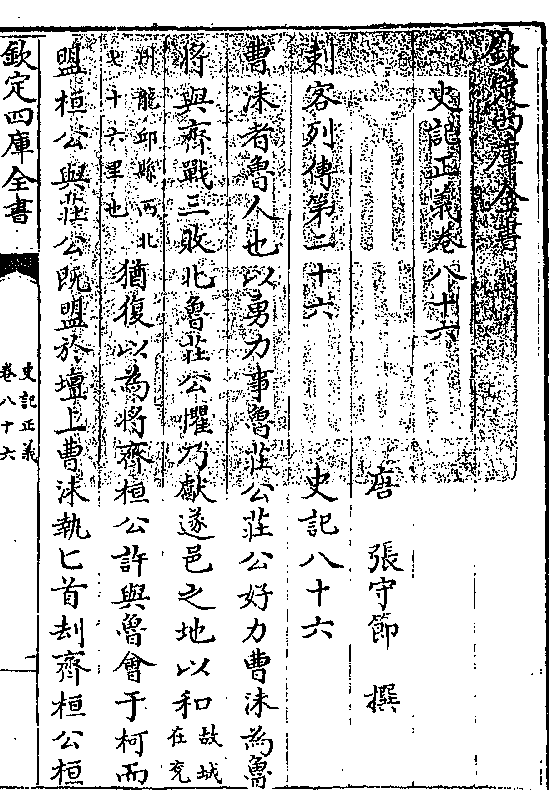 欽定四庫全書
史記正義卷八十六
唐 張守節 撰
刺客列傳第二十六 史記八十六
曹沬者魯人也以勇力事魯莊公莊公好力曹沬為魯
將與齊戰三敗北魯莊公懼乃獻遂邑之地以和故城在兖
州龍邱縣西北七十六里也猶復以為將齊桓公許與魯會于柯而
盟桓公與莊公既盟於壇上曹沬執匕首刦齊桓公桓
欽定四庫全書
史記正義
卷八十六